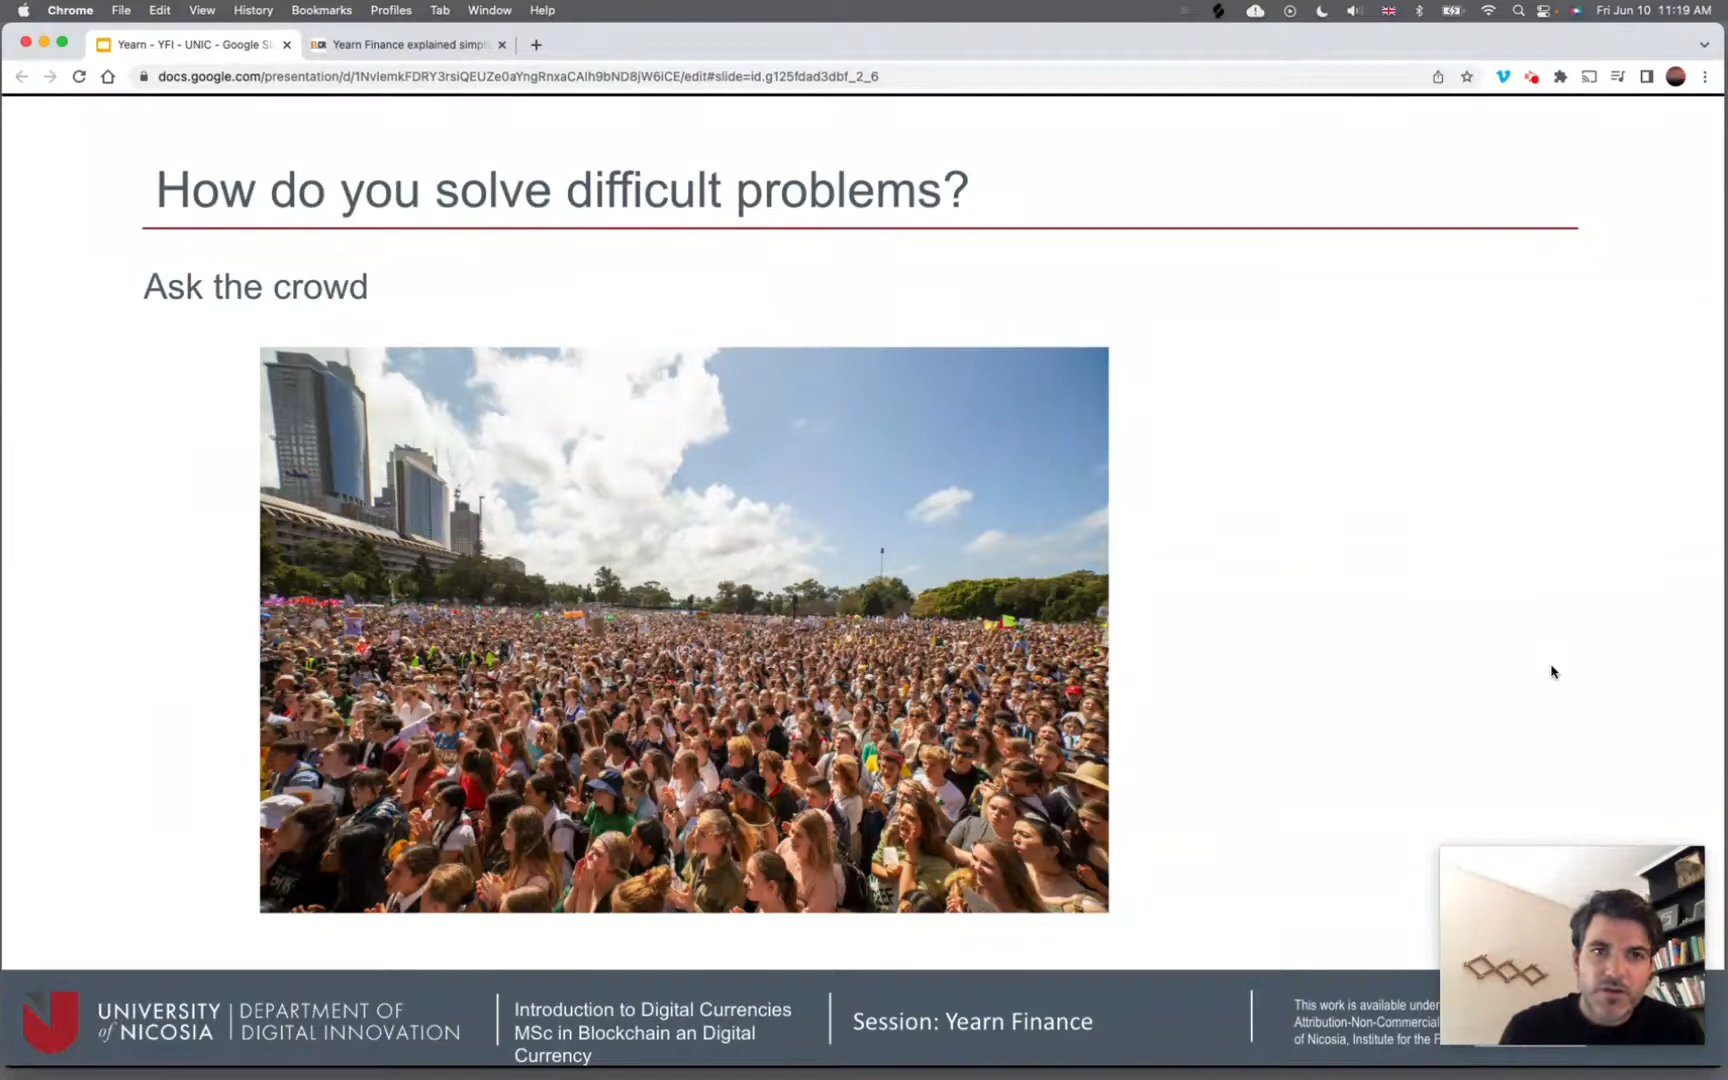 Chrome File Edit View History Bookmarks Profiles Tab Window Help Fri Jun 10 11:19 AM
Yearn - YFI - UNIC - Google Sl
Yearn Finance explained simp
docs.google.com/presentation/d/1NvIemkFDRY3rsiQEUZe0aYngRnxaCAIh9bND8jW6iCE/edit#slide=id.g125fdad3dbf_2_6
How do you solve difficult problems?
Ask the crowd
UNIVERSITY of NICOSIA
DEPARTMENT OF DIGITAL INNOVATION
Introduction to Digital Currencies
MSc in Blockchain an Digital
Currency
Session: Yearn Finance
This work is available under
Attribution-Non-Commercial
of Nicosia, Institute for the F